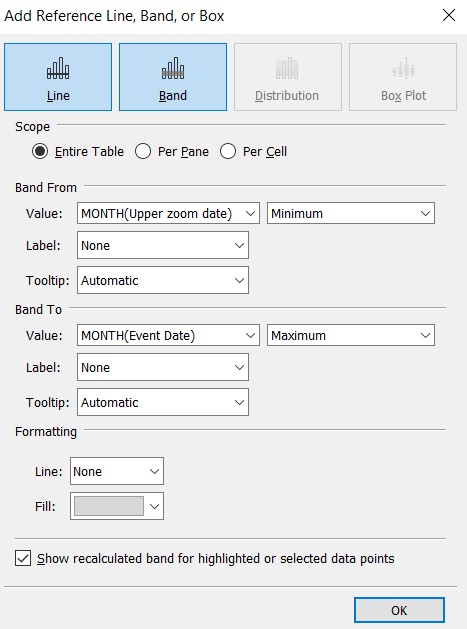 Add Reference Line, Band, or Box
Line Band Distribution Box Plot
Scope
Entire Table Per Pane Per Cell
Band From
Value: MONTH(Upper zoom date) Minimum
Label: None
Tooltip: Automatic
Band To
Value: MONTH(Event Date) Maximum
Label: None
Tooltip: Automatic
Formatting
Line: None
Fill:
Show recalculated band for highlighted or selected data points
OK